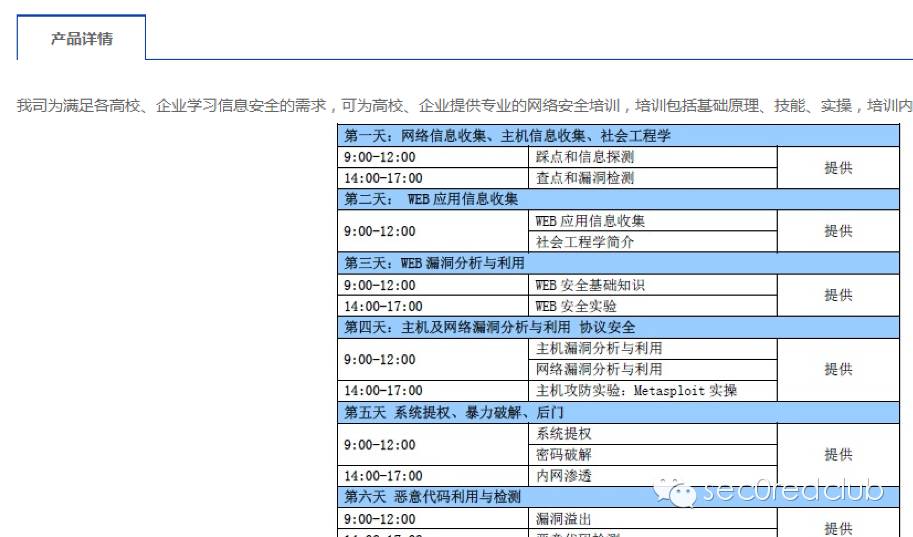 产品详情
我司为满足各高校、企业学习信息安全的需求，可为高校、企业提供专业的网络安全培训，培训包括基础原理、技能、实操，培训内
第一天：网络信息收集、主机信息收集、社会工程学
9:00-12:00 踩点和信息探测 提供
14:00-17:00 查点和漏洞检测
第二天： WEB 应用信息收集
9:00-12:00 WEB 应用信息收集 提供
社会工程学简介
第三天：WEB 漏洞分析与利用
9:00-12:00 WEB 安全基础知识 提供
14:00-17:00 WEB 安全实验
第四天：主机及网络漏洞分析与利用 协议安全
9:00-12:00 主机漏洞分析与利用 提供
网络漏洞分析与利用
14:00-17:00 主机攻防实验：Metasploit 实操
第五天 系统提权、暴力破解、后门
9:00-12:00 系统提权 提供
密码破解
14:00-17:00 内网渗透
第六天 恶意代码利用与检测
sec0redclub
9:00-12:00 漏洞溢出 提供
14:00-17:00 恶意代码检测